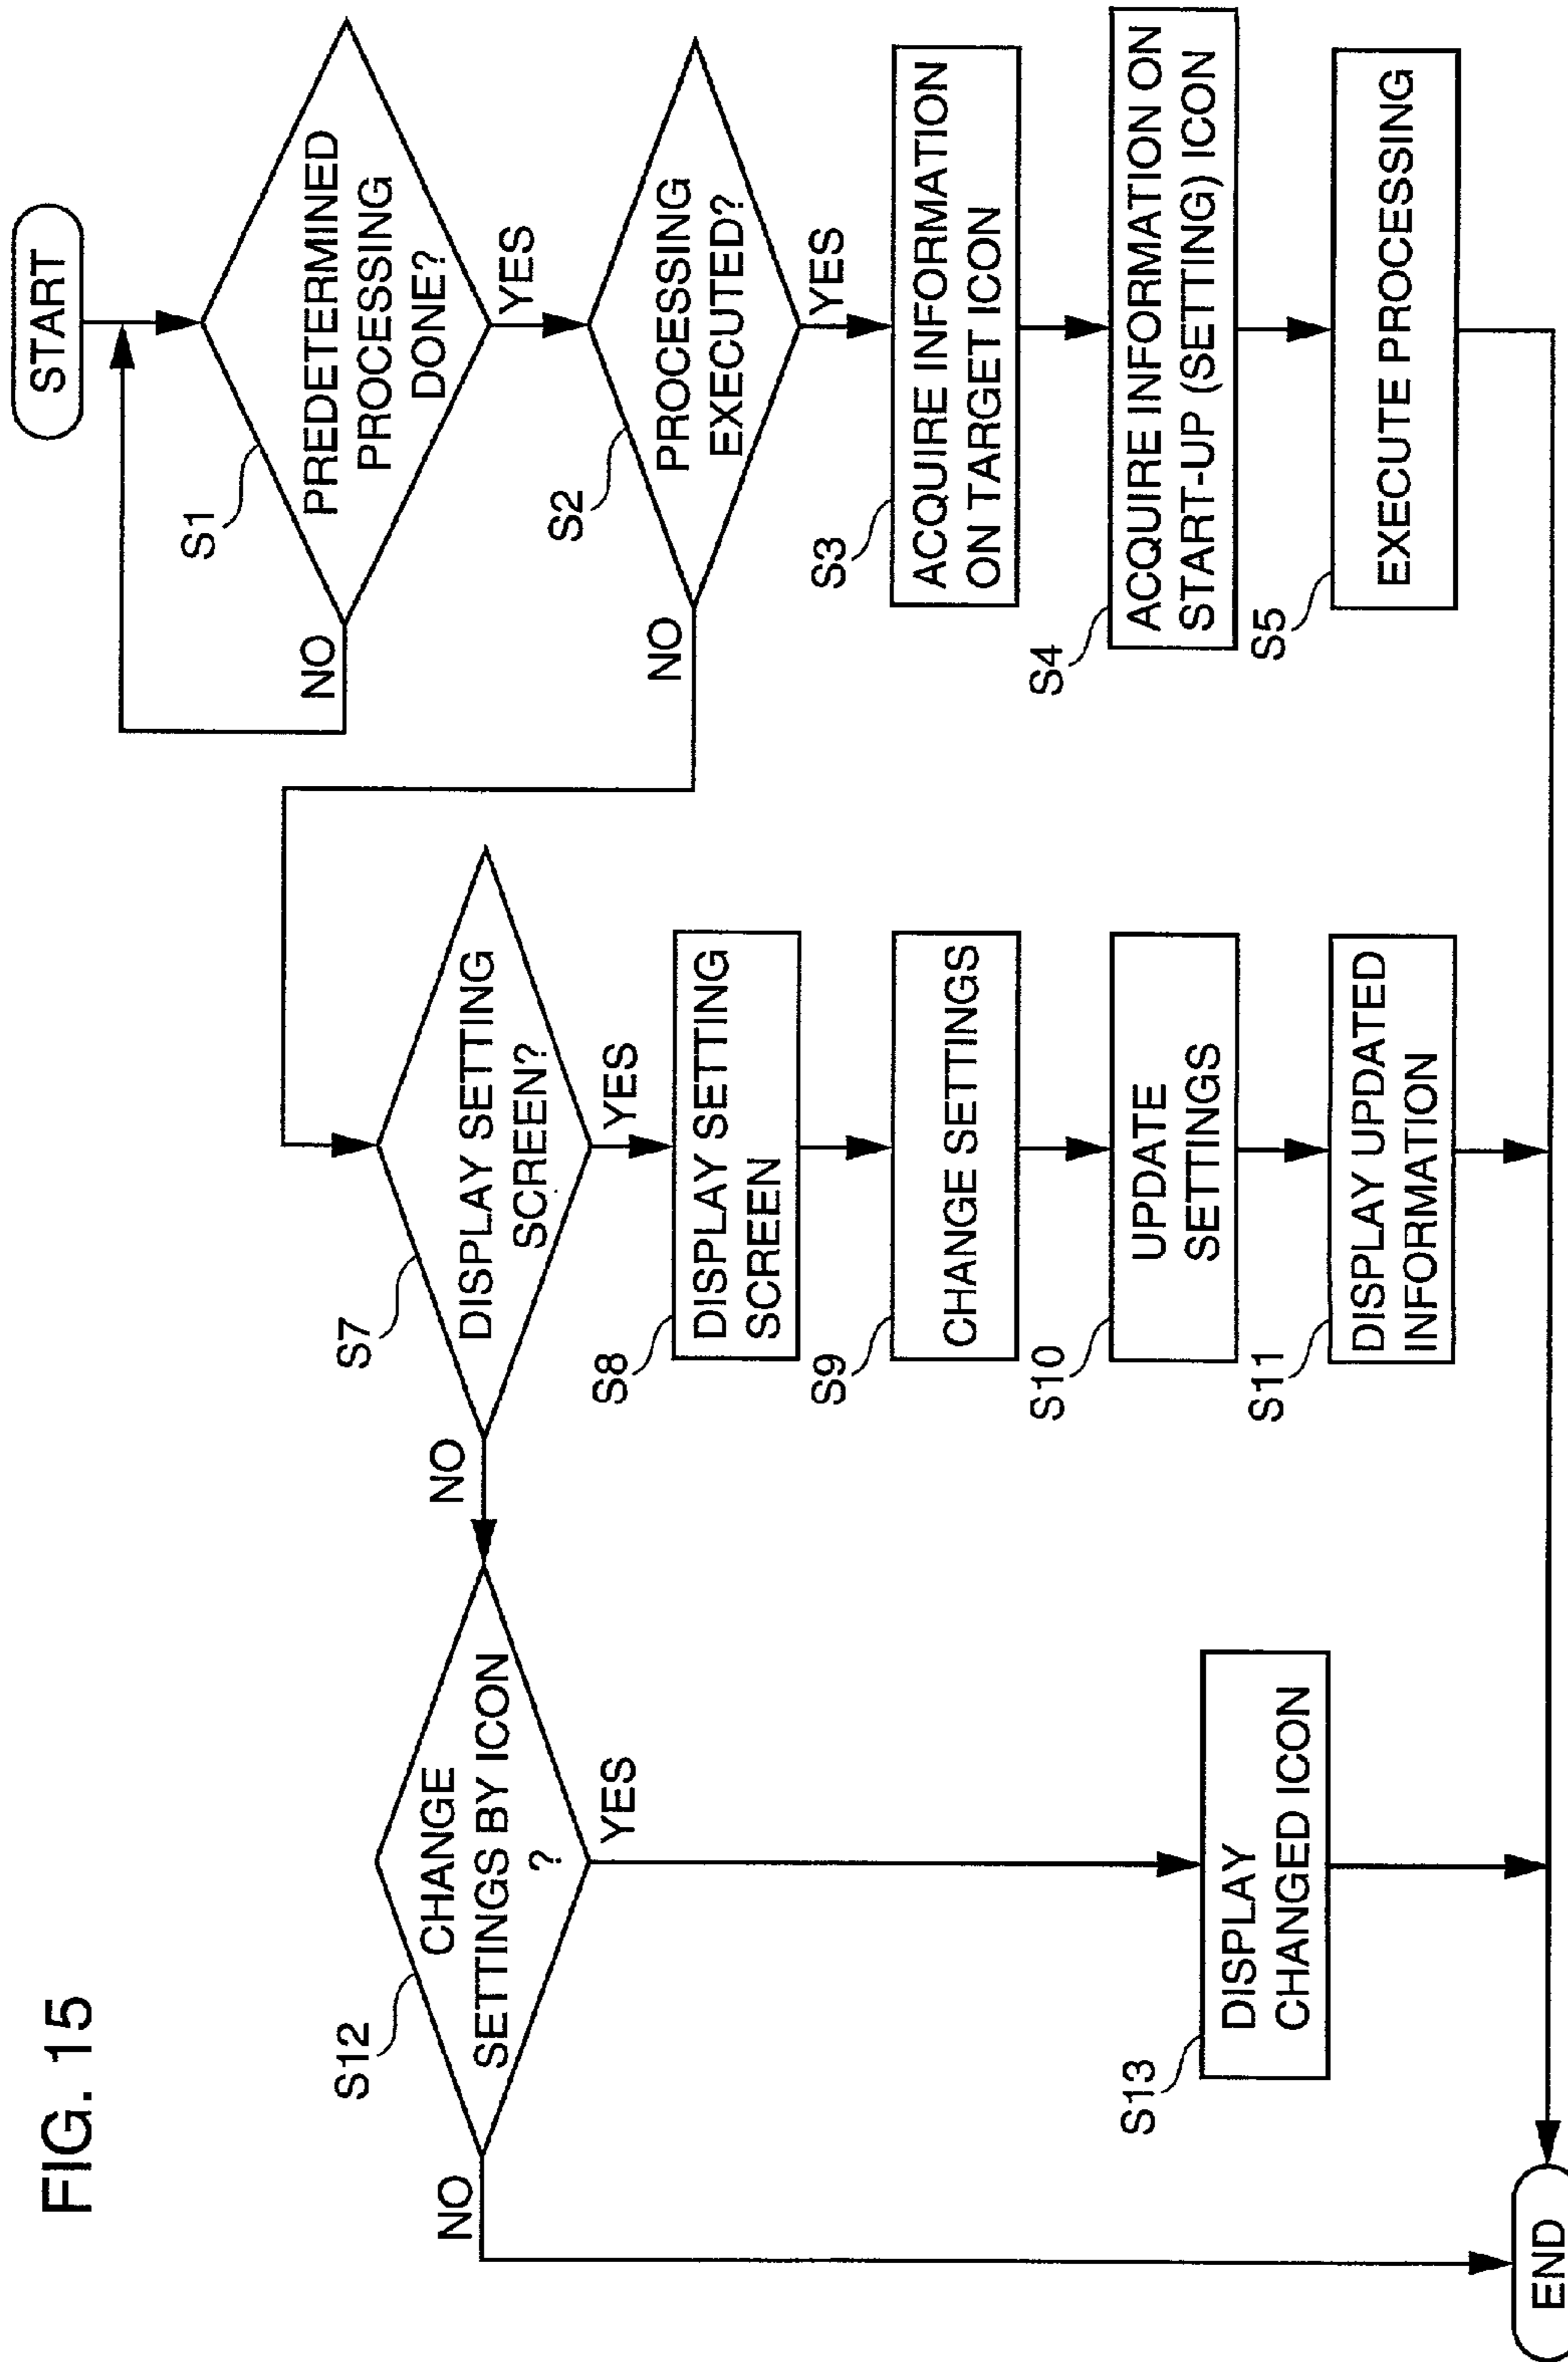 FIG. 15
START
S1
PREDETERMINED
PROCESSING
DONE?
NO
YES
S2
PROCESSING
EXECUTED?
NO
YES
S3
ACQUIRE INFORMATION
ON TARGET ICON
S4
ACQUIRE INFORMATION ON
START-UP (SETTING) ICON
S5
EXECUTE PROCESSING
S7
DISPLAY SETTING
SCREEN?
NO
YES
S8
DISPLAY SETTING
SCREEN
S9
CHANGE SETTINGS
S10
UPDATE
SETTINGS
S11
DISPLAY UPDATED
INFORMATION
S12
CHANGE
SETTINGS BY ICON
?
NO
YES
S13
DISPLAY
CHANGED ICON
END